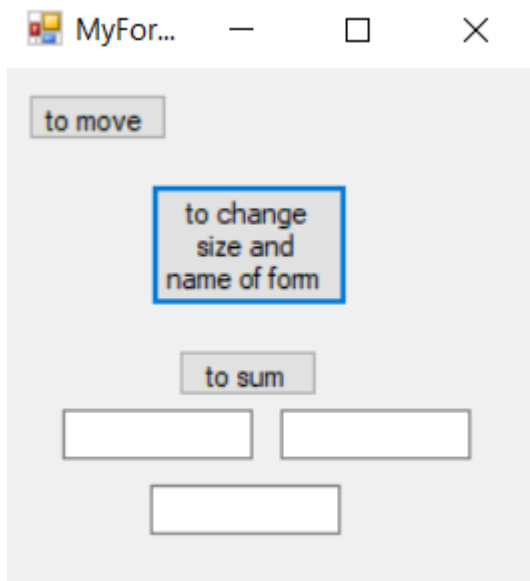 MyFor...
to move
to change
size and
name of form
to sum